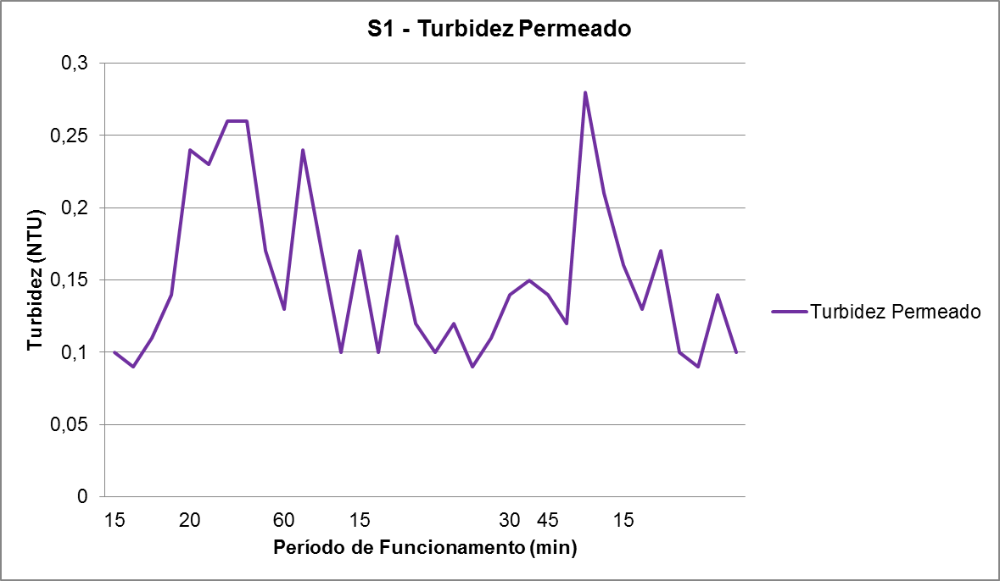 S1 - Turbidez Permeado
0,3
0,25
0,2
0,15
0,1
0,05
0
Turbidez (NTU)
15 20 60 15 30 45 15
Período de Funcionamento (min)
Turbidez Permeado